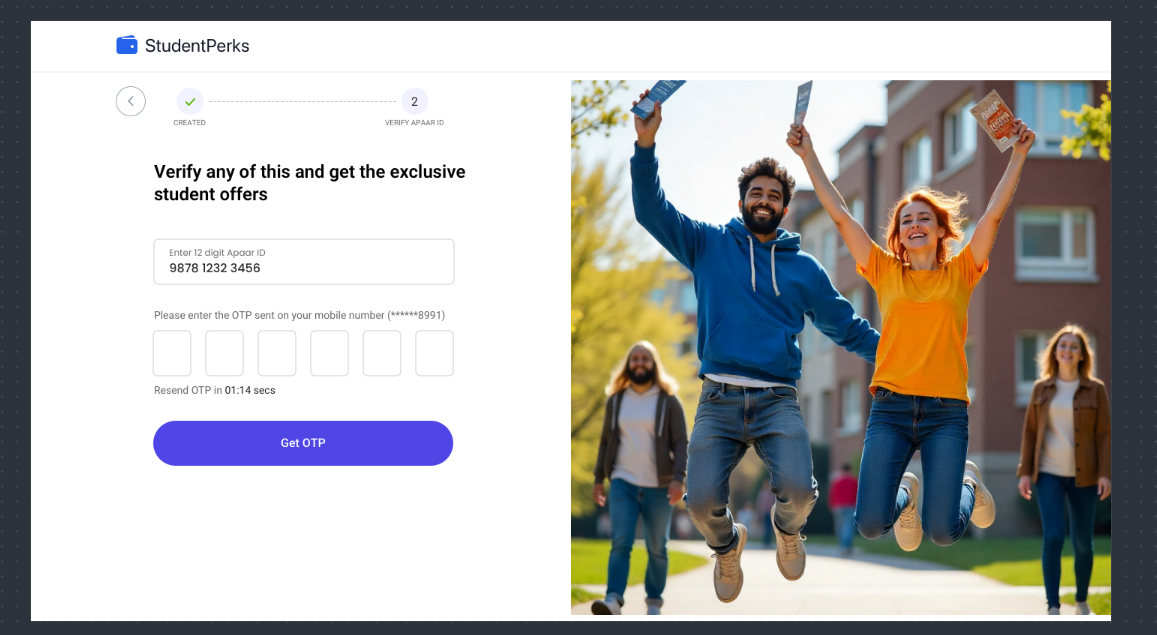 StudentPerks
2
CREATED
VERIFY APAAR ID
Verify any of this and get the exclusive
student offers
Enter 12 digit Apaar ID
9878 1232 3456
Please enter the OTP sent on your mobile number (******8991)
Resend OTP in 01:14 secs
Get OTP